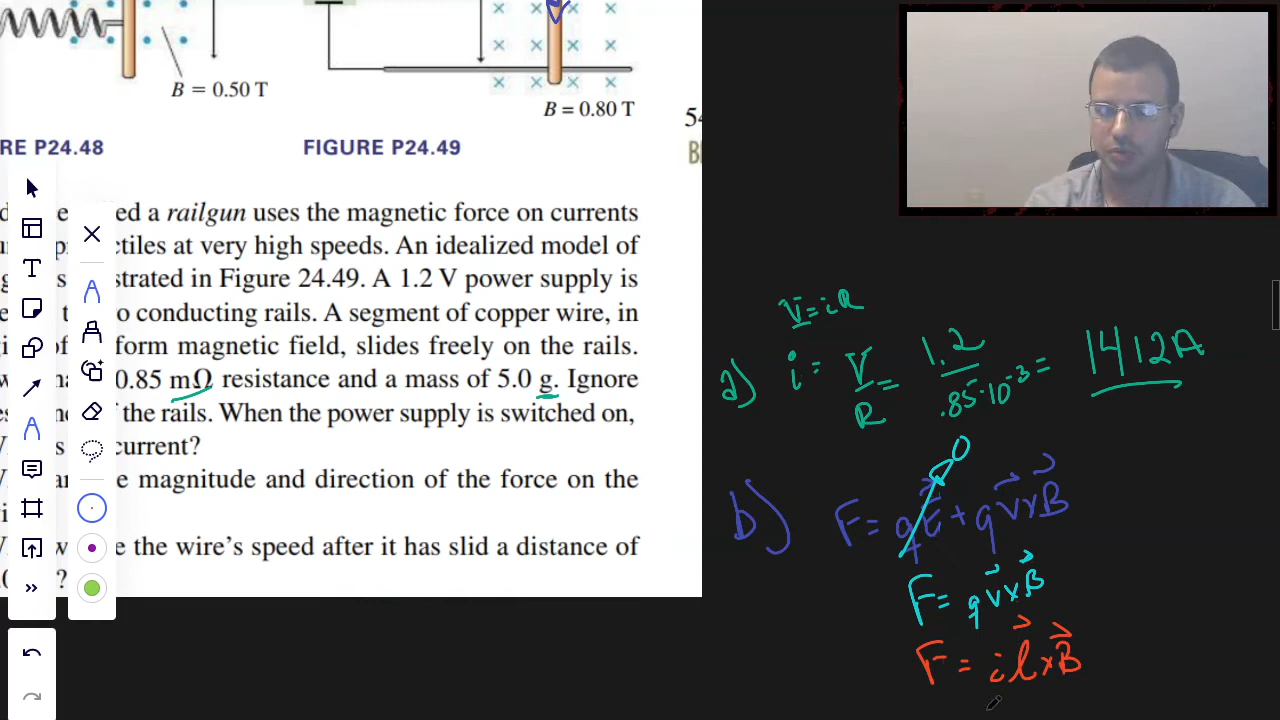 B = 0.50 T
B = 0.80 T
RE P24.48
FIGURE P24.49
54
ed a railgun uses the magnetic force on currents
ctiles at very high speeds. An idealized model of
strated in Figure 24.49. A 1.2 V power supply is
o conducting rails. A segment of copper wire, in
form magnetic field, slides freely on the rails.
0.85 mΩ resistance and a mass of 5.0 g. Ignore
f the rails. When the power supply is switched on,
s current?
e magnitude and direction of the force on the
e the wire's speed after it has slid a distance of
?
V = iR
a) i = V/R = 1.2/.85·10⁻³ = 1412A
b) F = qE + qv×B
0
F = qv×B
F = il×B